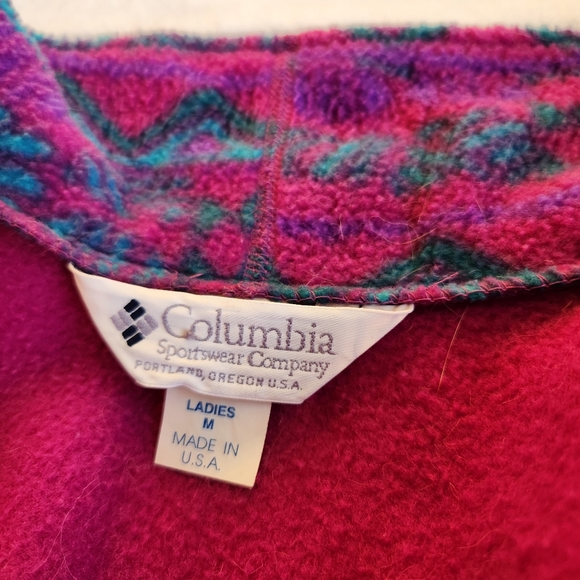 Columbia
Sportswear Company
PORTLAND, OREGON U.S.A.
LADIES
M
MADE IN
U.S.A.